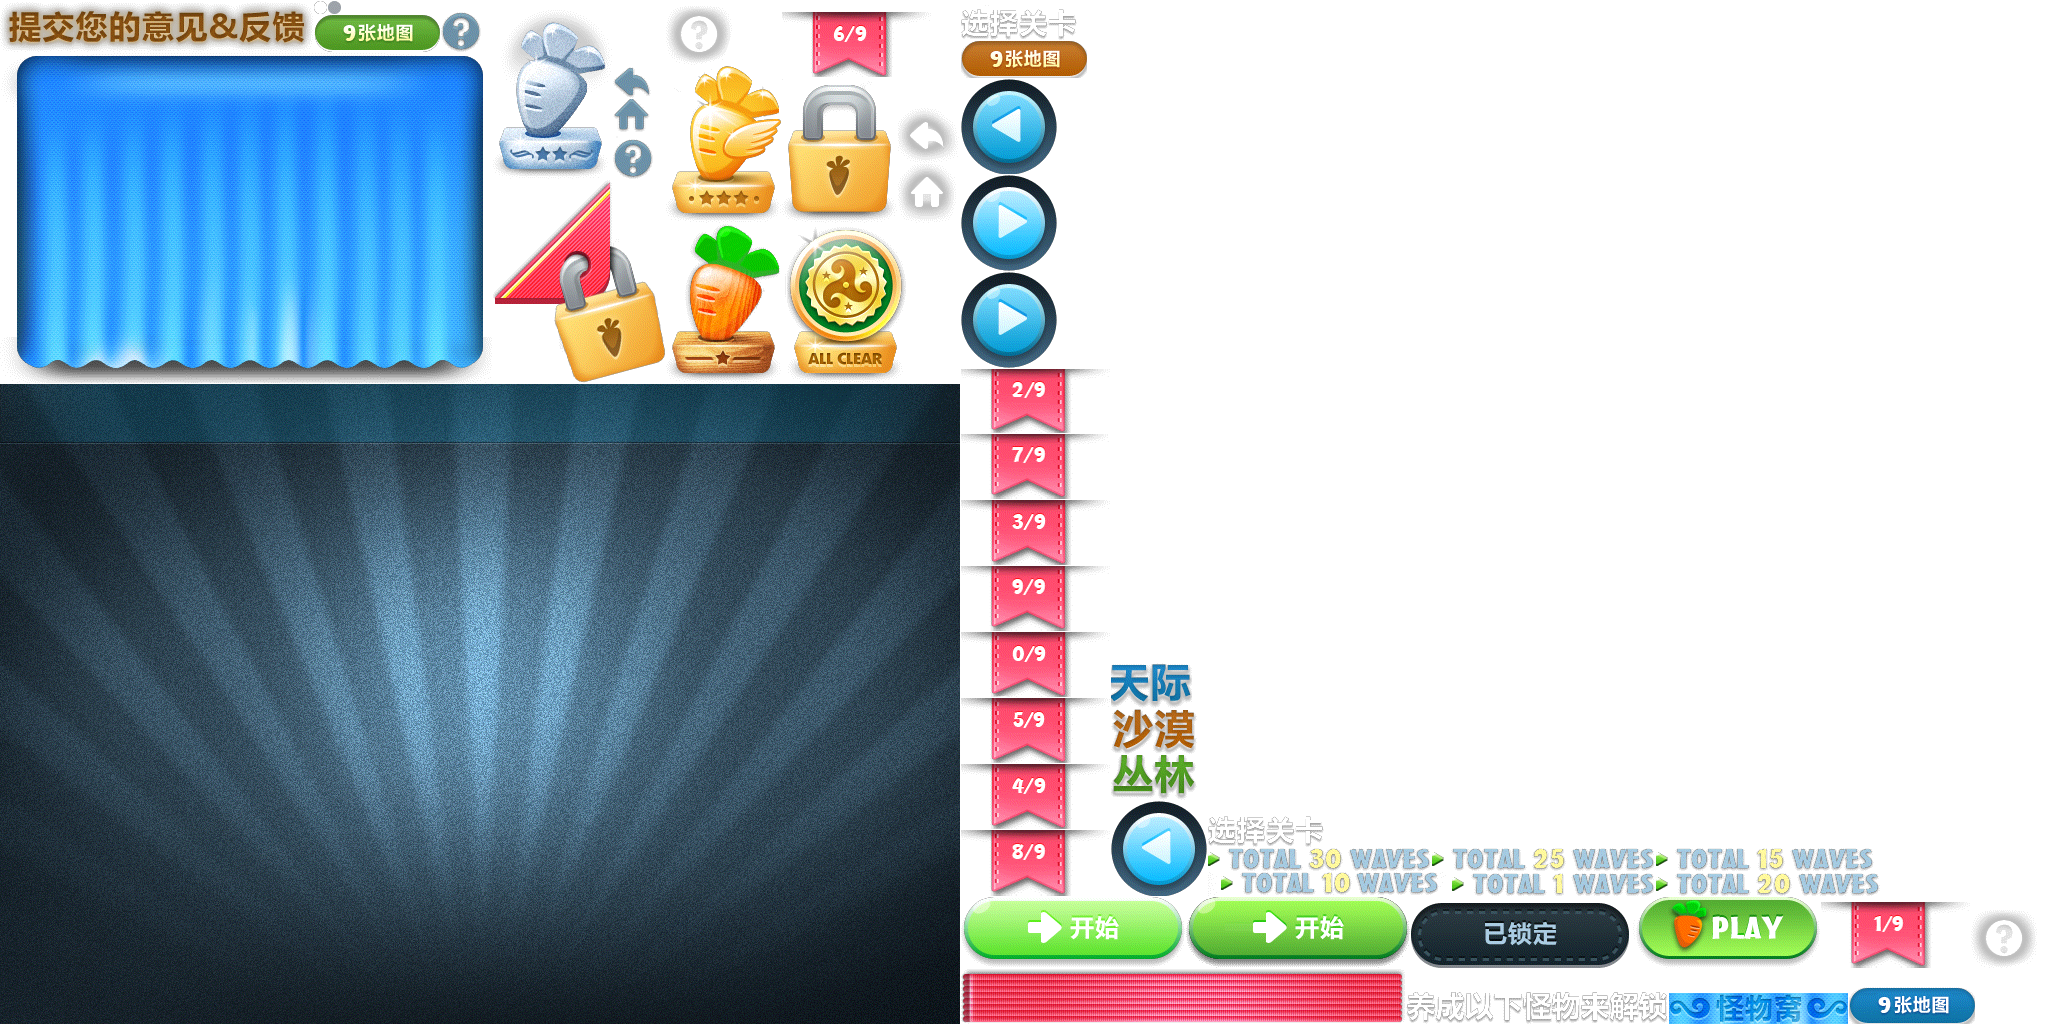 提交您的意见&反馈
9张地图
6/9
选择关卡
9张地图
ALL CLEAR
2/9
7/9
3/9
9/9
0/9
5/9
4/9
8/9
天际
沙漠
丛林
选择关卡
TOTAL 30 WAVES
TOTAL 25 WAVES
TOTAL 15 WAVES
TOTAL 10 WAVES
TOTAL 1 WAVES
TOTAL 20 WAVES
开始
开始
已锁定
PLAY
1/9
养成以下怪物来解锁
怪物窝
9张地图